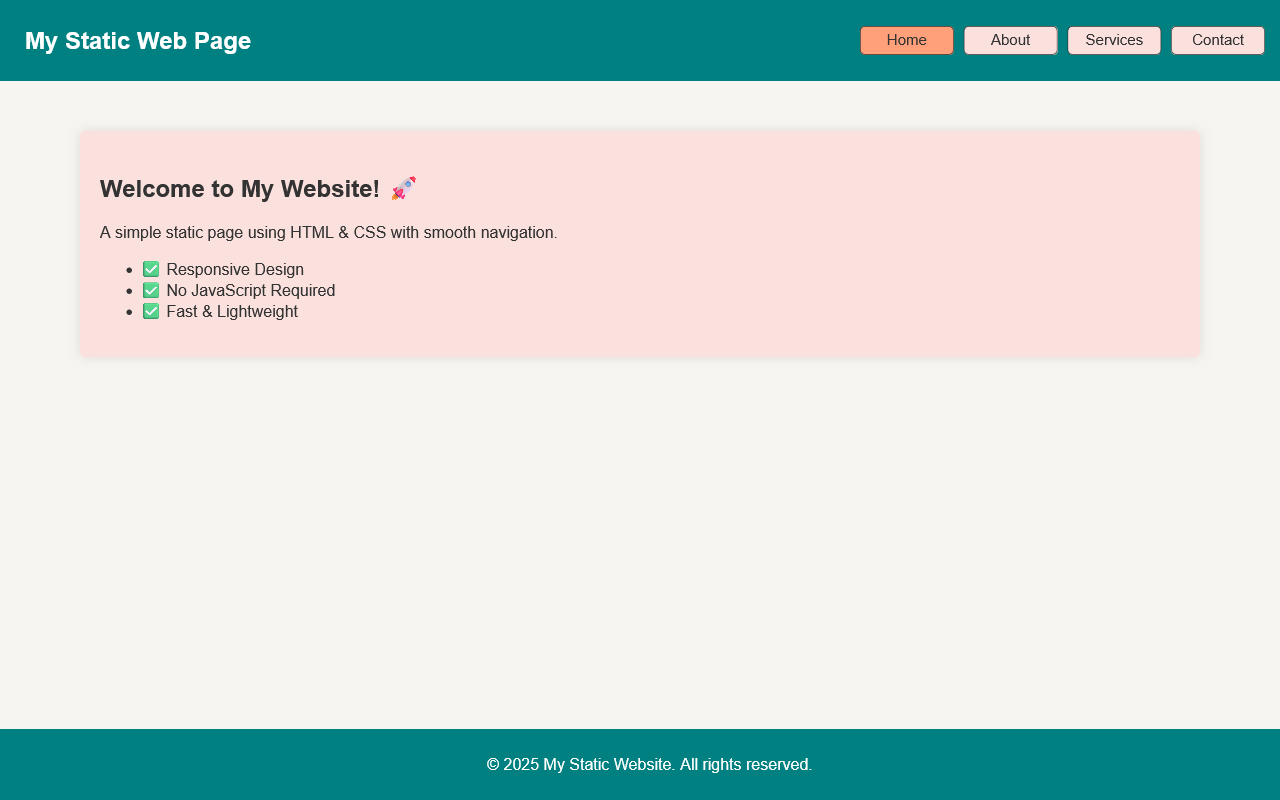 My Static Web Page
Home
About
Services
Contact
Welcome to My Website! 🚀
A simple static page using HTML & CSS with smooth navigation.
• ✅ Responsive Design
• ✅ No JavaScript Required
• ✅ Fast & Lightweight
© 2025 My Static Website. All rights reserved.